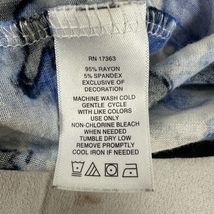 RN 17363
95% RAYON
5% SPANDEX
EXCLUSIVE OF
DECORATION
MACHINE WASH COLD
GENTLE CYCLE
WITH LIKE COLORS
USE ONLY
NON-CHLORINE BLEACH
WHEN NEEDED
TUMBLE DRY LOW
REMOVE PROMPTLY
COOL IRON IF NEEDED